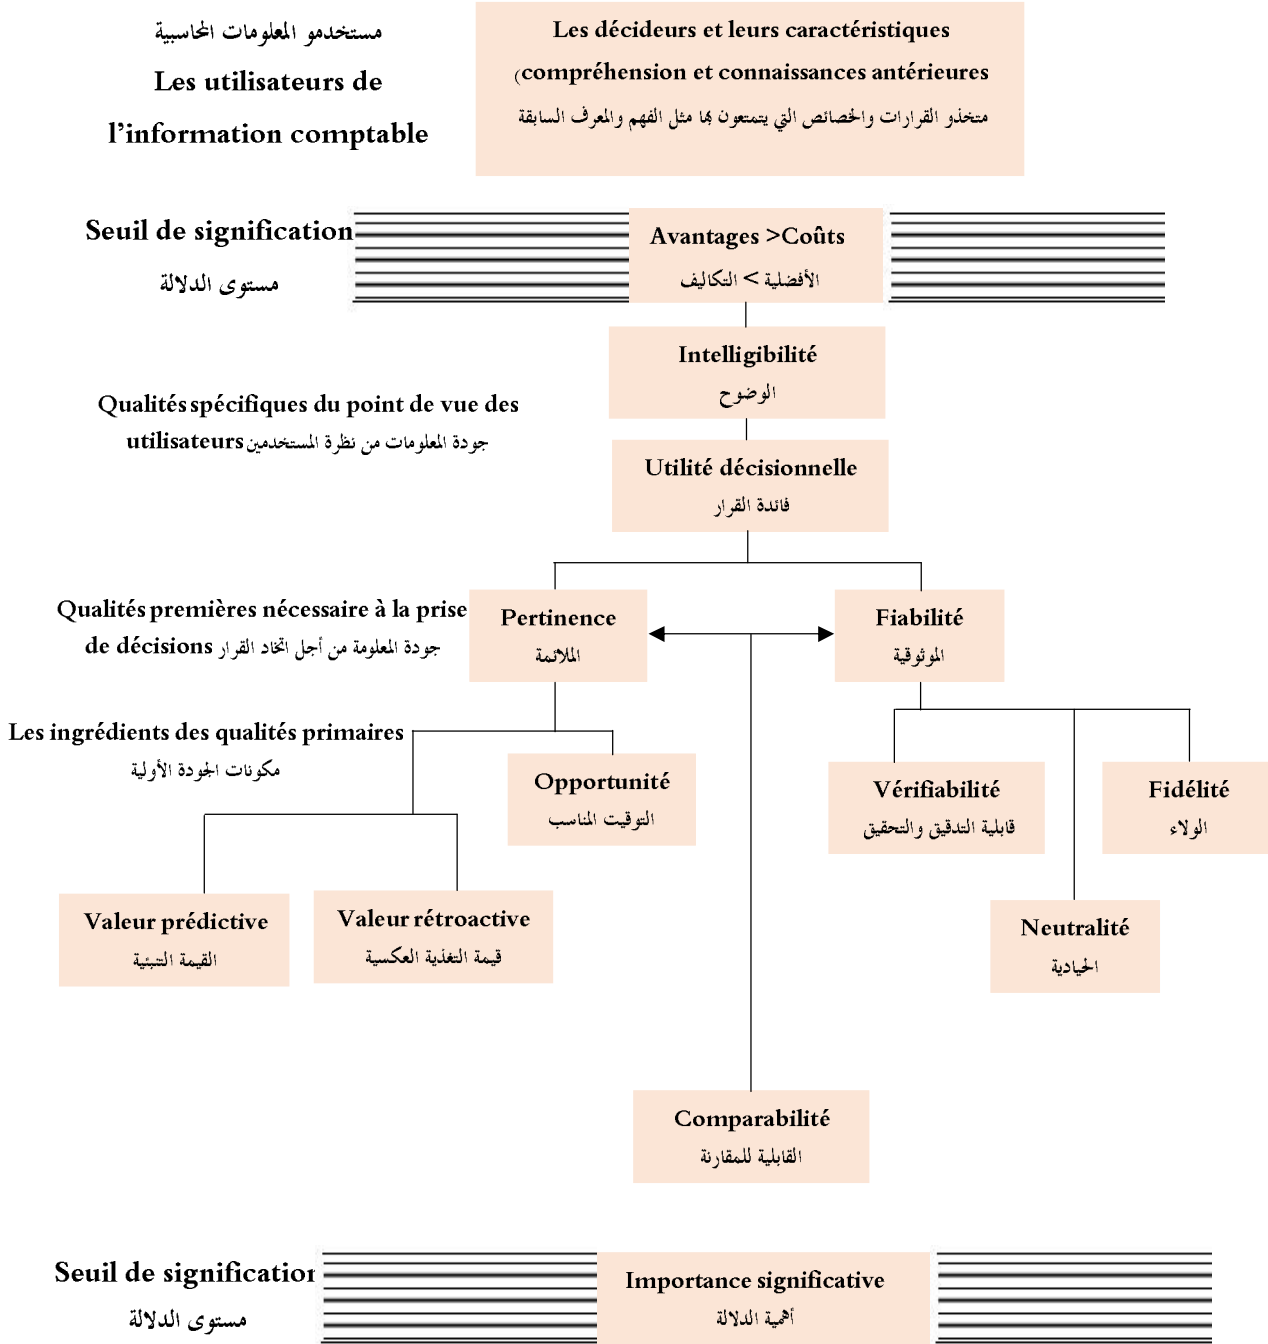 مستخدمو المعلومات المحاسبية
Les utilisateurs de
l'information comptable
Les décideurs et leurs caractéristiques
(compréhension et connaissances antérieures
متخذو القرارات والخصائص التي يتمتعون بها مثل الفهم والمعرف السابقة
Seuil de signification
مستوى الدلالة
Avantages >Coûts
الأفضلية > التكاليف
Intelligibilité
الوضوح
Qualités spécifiques du point de vue des
utilisateurs جودة المعلومات من نظرة المستخدمين
Utilité décisionnelle
فائدة القرار
Qualités premières nécessaire à la prise
de décisions جودة المعلومة من أجل اتخاد القرار
Pertinence
الملائمة
Fiabilité
الموثوقية
Les ingrédients des qualités primaires
مكونات الجودة الأولية
Opportunité
التوقيت المناسب
Vérifiabilité
قابلية التدقيق والتحقيق
Fidélité
الولاء
Valeur prédictive
القيمة التنبئية
Valeur rétroactive
قيمة التغذية العكسية
Neutralité
الحيادية
Comparabilité
القابلية للمقارنة
Seuil de signification
مستوى الدلالة
Importance significative
أهمية الدلالة